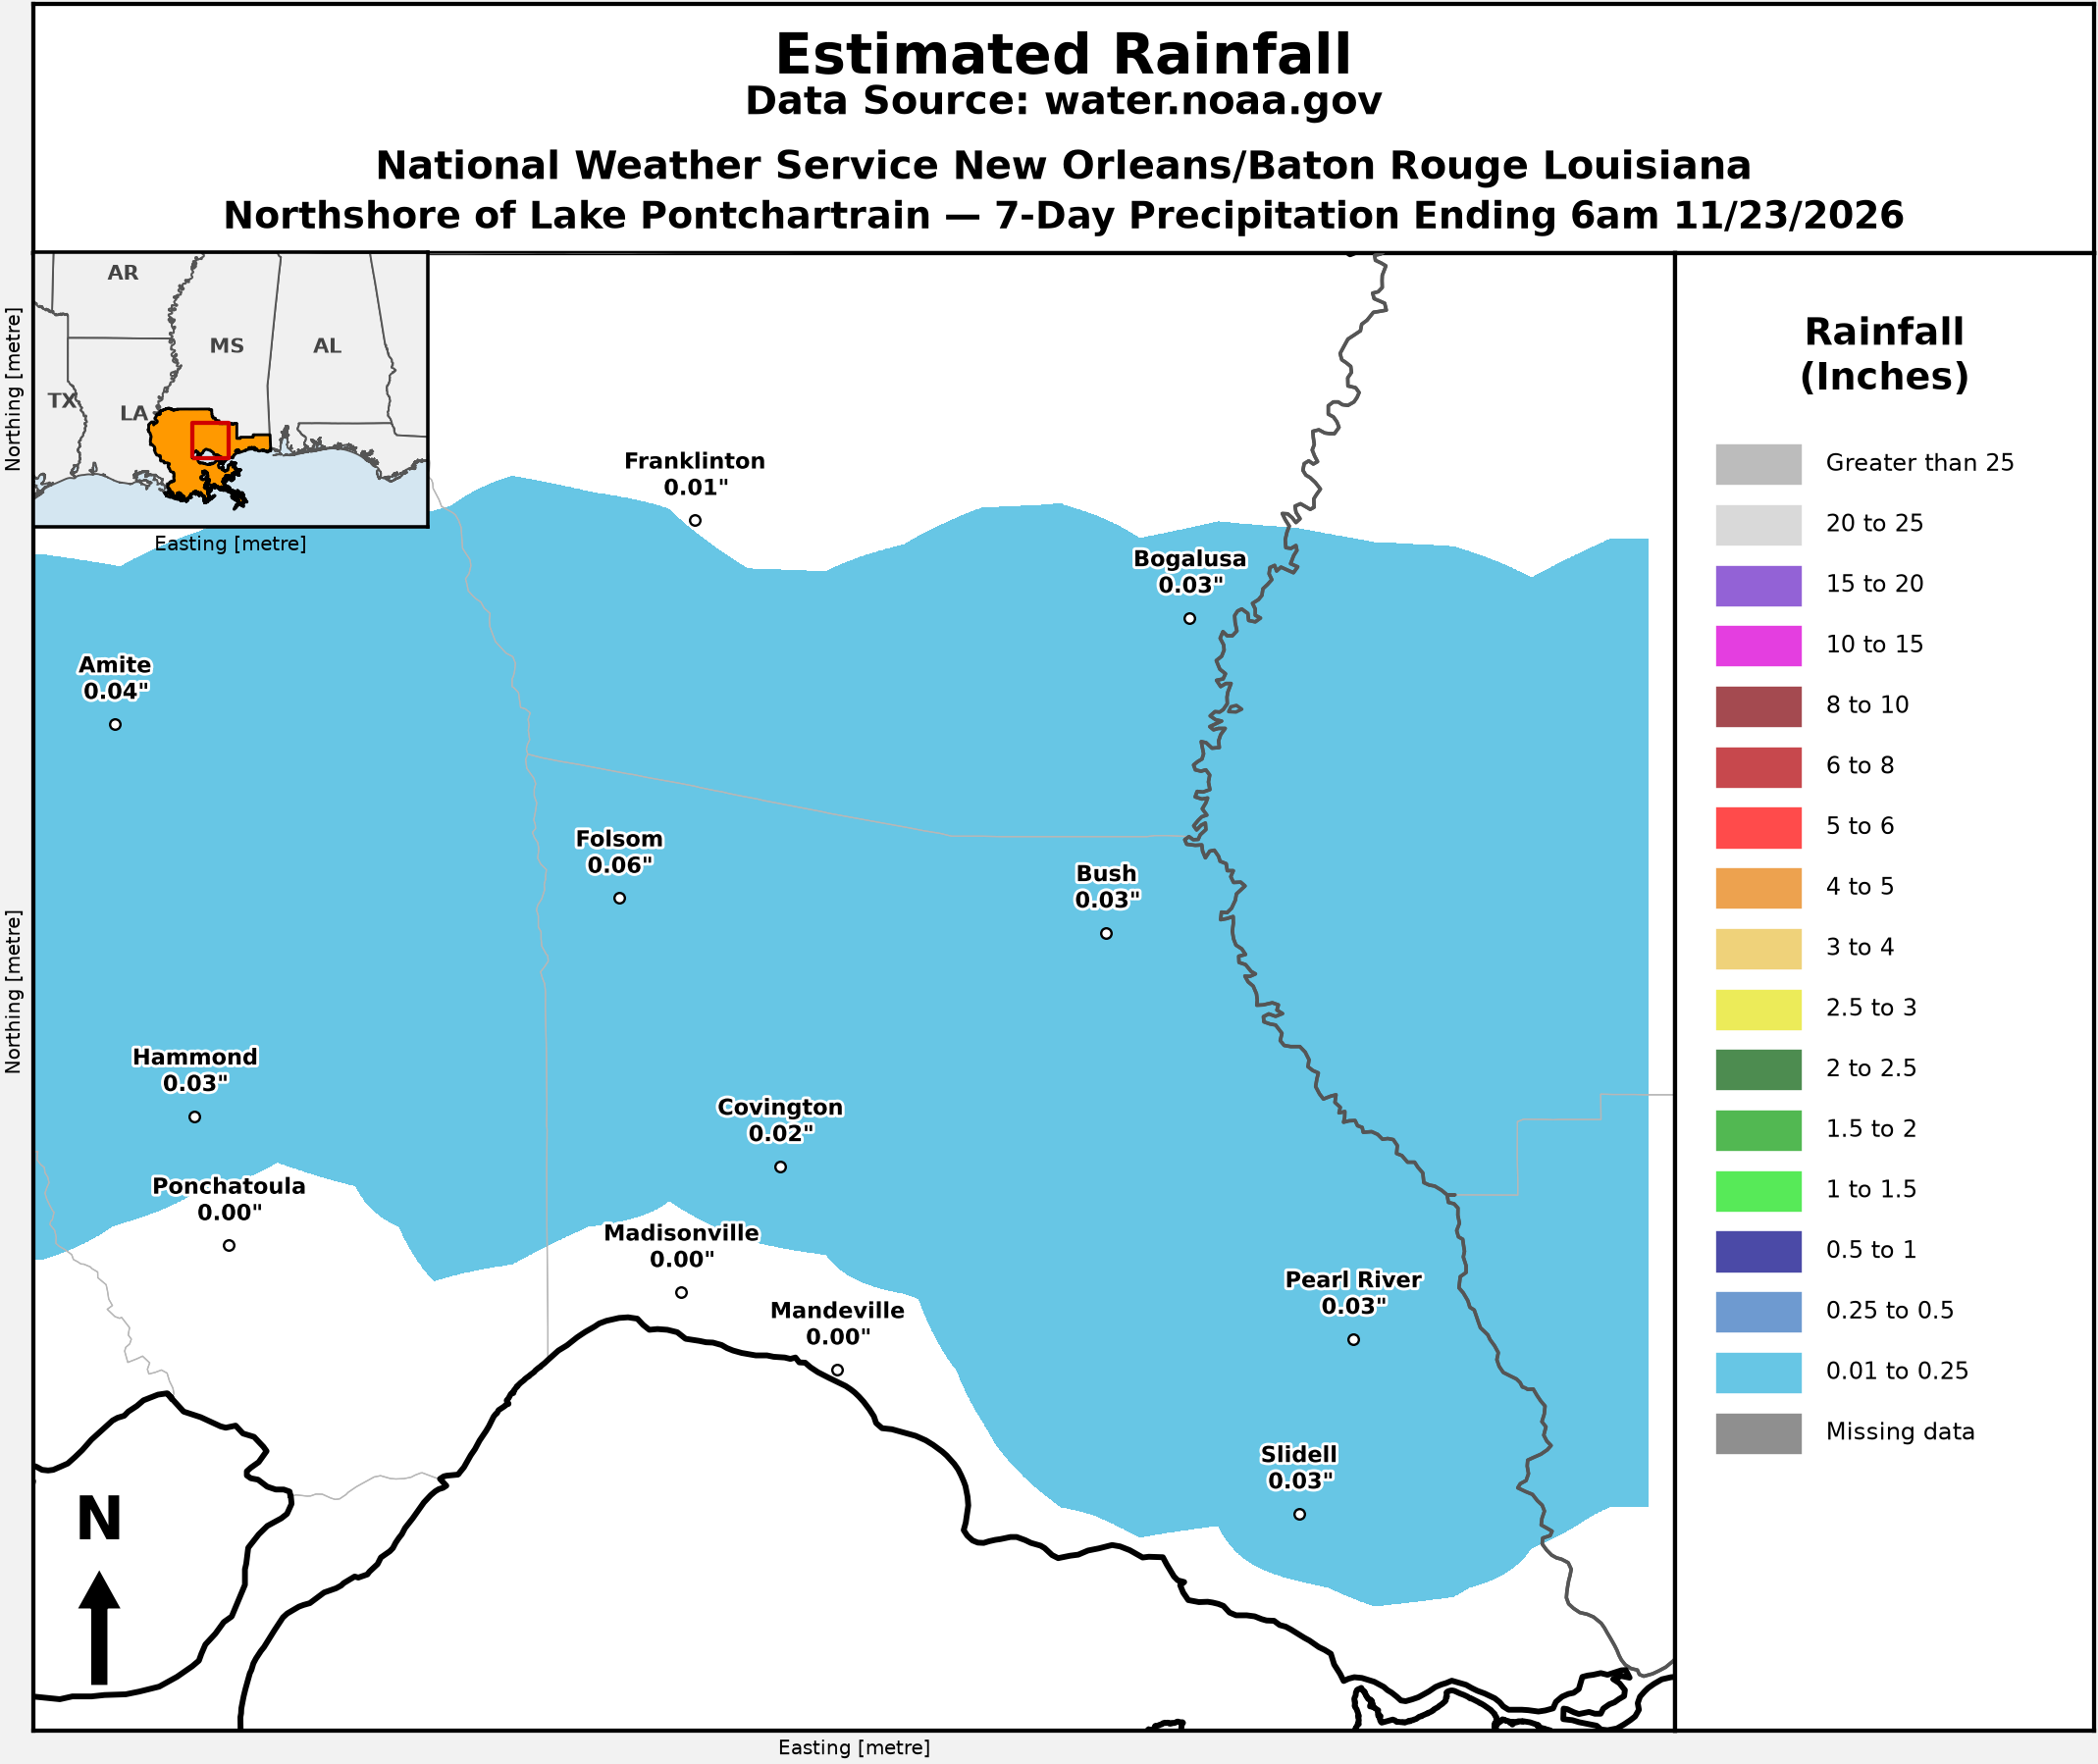 Estimated Rainfall
Data Source: water.noaa.gov
National Weather Service New Orleans/Baton Rouge Louisiana
Northshore of Lake Pontchartrain — 7-Day Precipitation Ending 6am 11/23/2026
Northing [metre]
AR
MS
AL
TX
LA
Easting [metre]
Franklinton
0.01"
Bogalusa
0.03"
Amite
0.04"
Folsom
0.06"
Bush
0.03"
Northing [metre]
Hammond
0.03"
Covington
0.02"
Ponchatoula
0.00"
Madisonville
0.00"
Mandeville
0.00"
Pearl River
0.03"
Slidell
0.03"
N
Easting [metre]
Rainfall
(Inches)
Greater than 25
20 to 25
15 to 20
10 to 15
8 to 10
6 to 8
5 to 6
4 to 5
3 to 4
2.5 to 3
2 to 2.5
1.5 to 2
1 to 1.5
0.5 to 1
0.25 to 0.5
0.01 to 0.25
Missing data